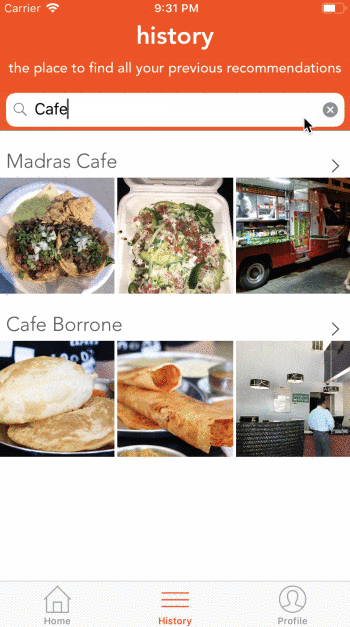 Carrier 9:31 PM
history
the place to find all your previous recommendations
Cafe
Madras Cafe
Cafe Borrone
Home History Profile